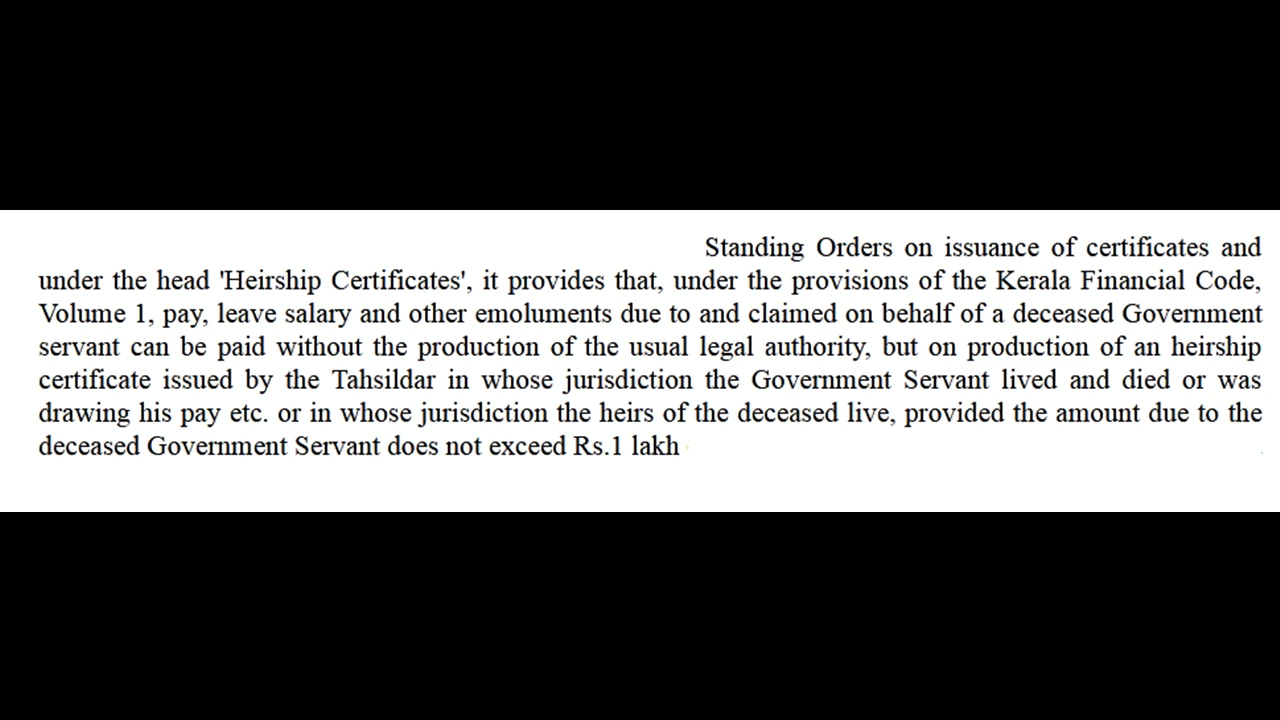 Standing Orders on issuance of certificates and
under the head 'Heirship Certificates', it provides that, under the provisions of the Kerala Financial Code,
Volume 1, pay, leave salary and other emoluments due to and claimed on behalf of a deceased Government
servant can be paid without the production of the usual legal authority, but on production of an heirship
certificate issued by the Tahsildar in whose jurisdiction the Government Servant lived and died or was
drawing his pay etc. or in whose jurisdiction the heirs of the deceased live, provided the amount due to the
deceased Government Servant does not exceed Rs.1 lakh